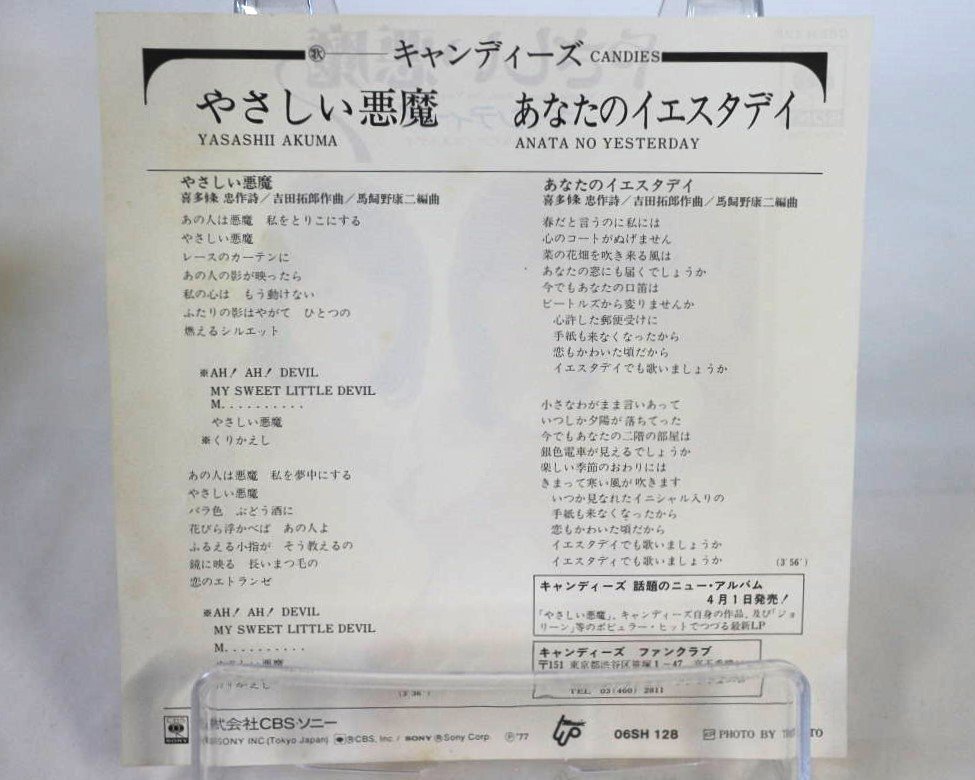 歌 キャンディーズ CANDIES
やさしい悪魔
YASASHII AKUMA
あなたのイエスタデイ
ANATA NO YESTERDAY
やさしい悪魔
喜多條 忠作詩/吉田拓郎作曲/馬飼野康二編曲
あの人は悪魔 私をとりこにする
やさしい悪魔
レースのカーテンに
あの人の影が映ったら
私の心は もう動けない
ふたりの影はやがて ひとつの
燃えるシルエット
※AH! AH! DEVIL
MY SWEET LITTLE DEVIL
M..........
やさしい悪魔
※くりかえし
あの人は悪魔 私を夢中にする
やさしい悪魔
バラ色 ぶどう酒に
花びら浮かべば あの人よ
ふるえる小指が そう教えるの
鏡に映る 長いまつ毛の
恋のエトランゼ
※AH! AH! DEVIL
MY SWEET LITTLE DEVIL
M..........
やさしい悪魔
くりかえし
(3′36″)
あなたのイエスタデイ
喜多條 忠作詩/吉田拓郎作曲/馬飼野康二編曲
春だと言うのに私には
心のコートがぬげません
菜の花畑を吹き来る風は
あなたの窓にも届くでしょうか
今でもあなたの口笛は
ビートルズから変りませんか
心許した郵便受けに
手紙も来なくなったから
恋もかわいた頃だから
イエスタデイでも歌いましょうか
小さなわがまま言いあって
いつしか夕陽が落ちてった
今でもあなたの二階の部屋は
銀色電車が見えるでしょうか
楽しい季節のおわりには
きまって寒い風が吹きます
いつか見なれたイニシャル入りの
手紙も来なくなったから
恋もかわいた頃だから
イエスタデイでも歌いましょうか
イエスタディでも歌いましょうか
(3′56″)
キャンディーズ 話題のニュー・アルバム
4月1日発売!
「やさしい悪魔」、キャンディーズ自身の作品、及び「ジョ
リーン」等のポピュラー・ヒットでつづる最新LP
キャンディーズ ファンクラブ
〒151 東京都渋谷区笹塚1-47
TEL 03(460) 2811
SONY
式会社CBSソニー
SONY INC.(Tokyo Japan) CBS, Inc./ SONY Sony Corp. Ⓟ'77
06SH 128
PHOTO BY